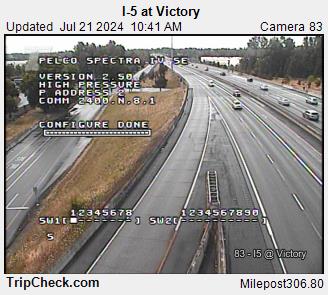 I-5 at Victory
Updated Jul 21 2024 10:41 AM Camera 83
PELCO SPECTRA IV SE
VERSION 2.50
HIGH PRESSURE
P ADDRESS 2
COMM 2400,N,8,1
CONFIGURE DONE
12345678 1234567890
SW1[ SW2[
S
83 - I5 @ Victory
TripCheck.com Milepost306.80